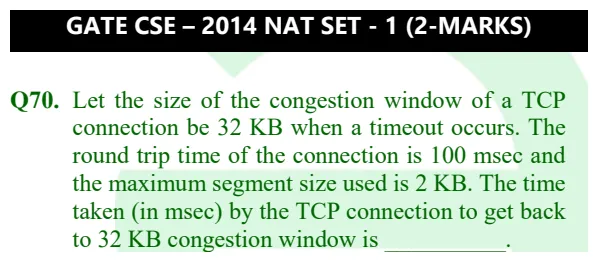 GATE CSE – 2014 NAT SET - 1 (2-MARKS)
Q70. Let the size of the congestion window of a TCP
connection be 32 KB when a timeout occurs. The
round trip time of the connection is 100 msec and
the maximum segment size used is 2 KB. The time
taken (in msec) by the TCP connection to get back
to 32 KB congestion window is ___________.